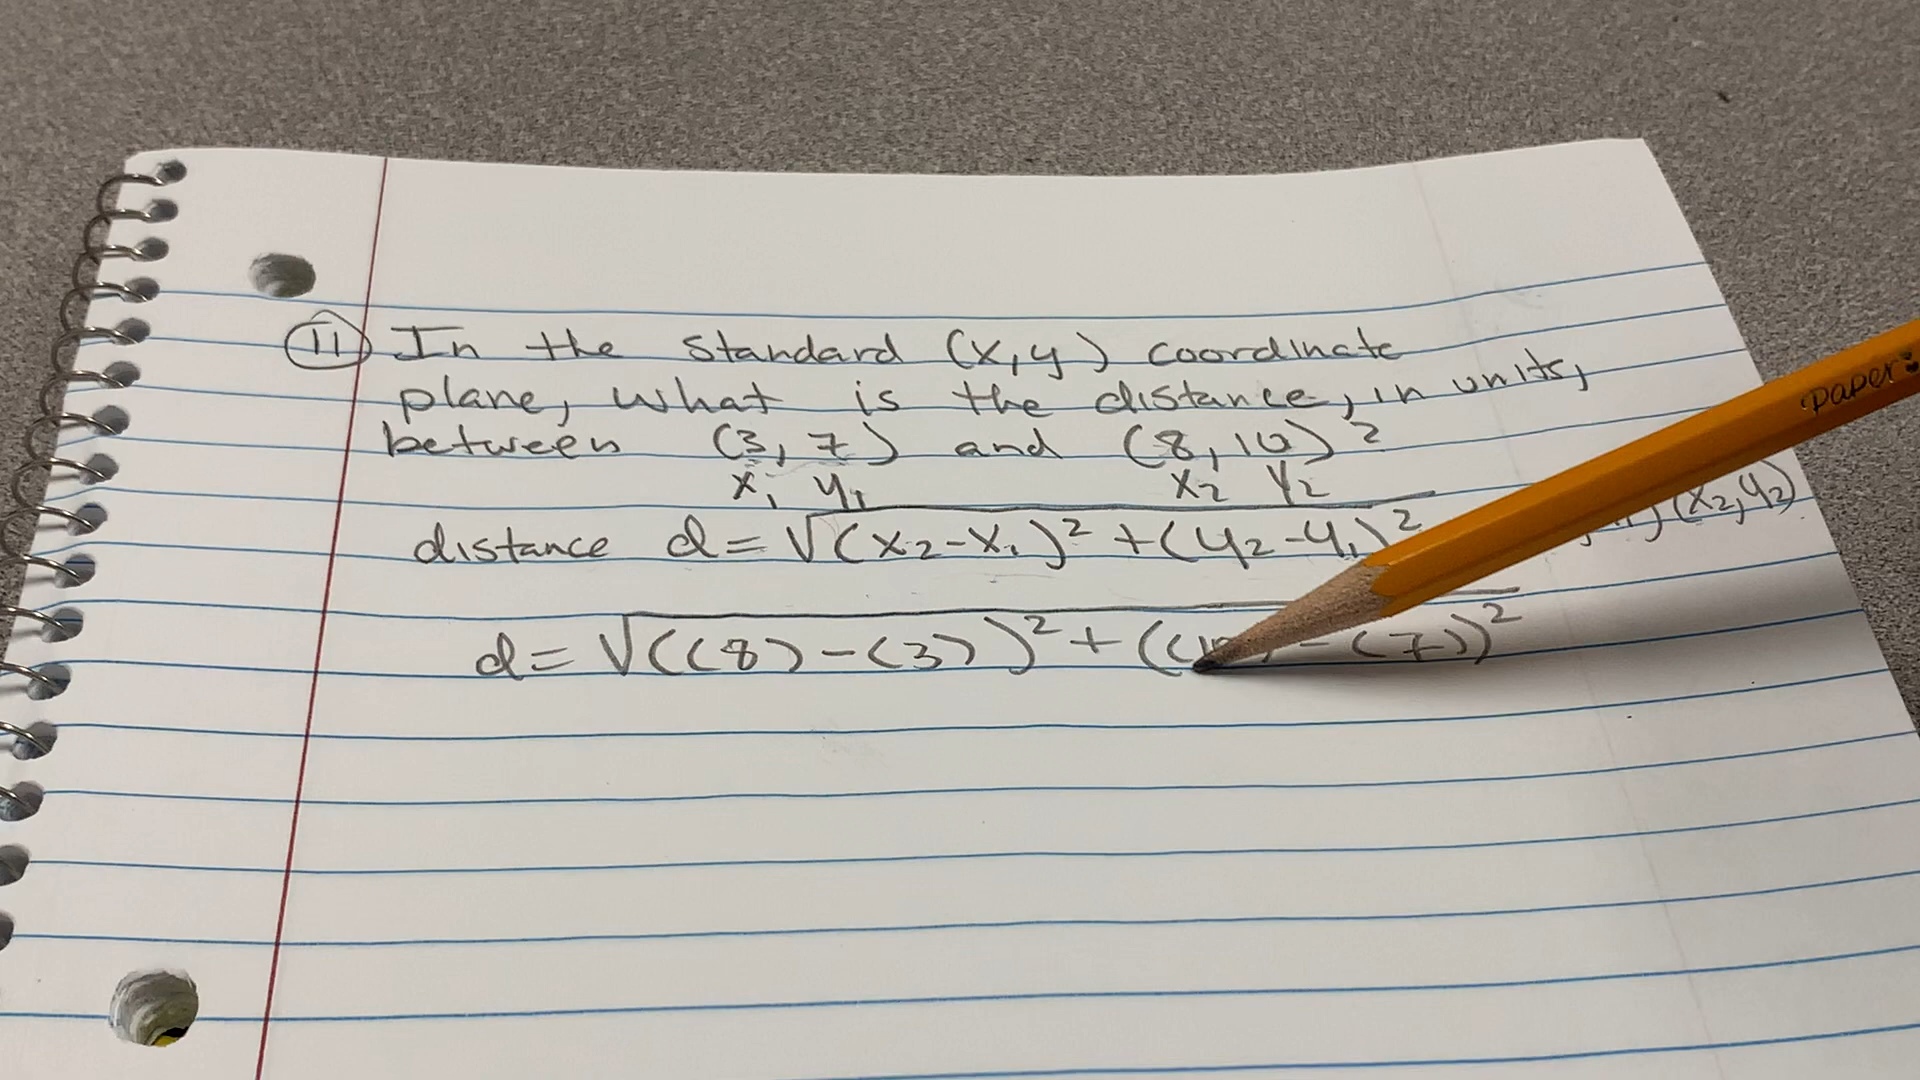 11 In the standard (x,y) coordinate
plane, what is the distance, in units,
between (3, 7) and (8, 10)?
x₁ y₁ x₂ y₂
distance d = √(x₂-x₁)² + (y₂-y₁)² (x₂,y₂)
d = √((8)-(3))² + (( - (7))²
paper